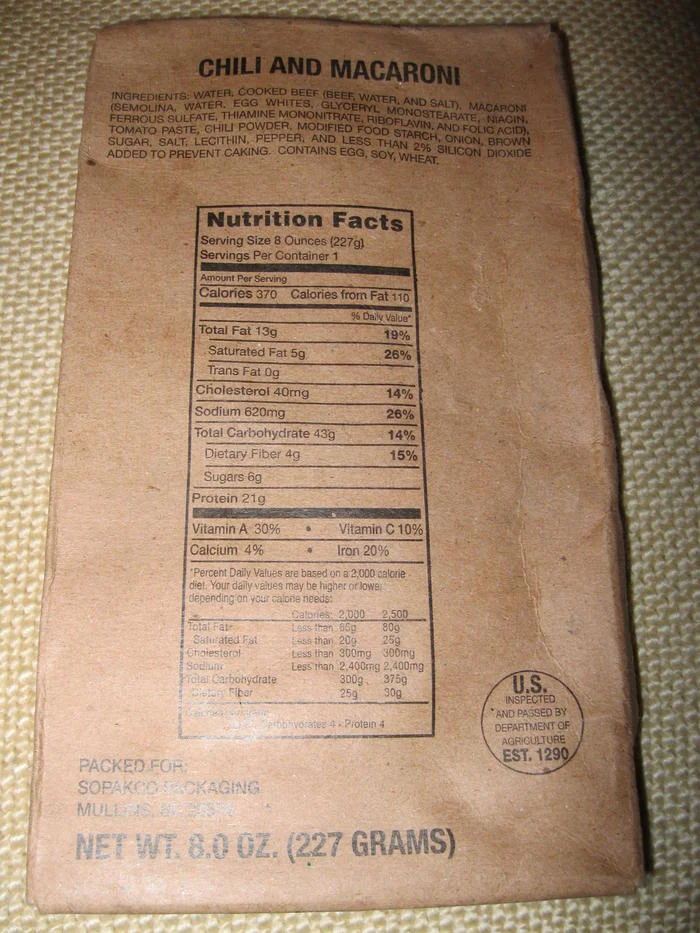 CHILI AND MACARONI
INGREDIENTS: WATER, COOKED BEEF (BEEF, WATER, AND SALT), MACARONI
(SEMOLINA, WATER, EGG WHITES, GLYCERYL MONOSTEARATE, NIACIN,
FERROUS SULFATE, THIAMINE MONONITRATE, RIBOFLAVIN, AND FOLIC ACID),
TOMATO PASTE, CHILI POWDER, MODIFIED FOOD STARCH, ONION, BROWN
SUGAR, SALT, LECITHIN, PEPPER, AND LESS THAN 2% SILICON DIOXIDE
ADDED TO PREVENT CAKING. CONTAINS EGG, SOY, WHEAT.
Nutrition Facts
Serving Size 8 Ounces (227g)
Servings Per Container 1
Amount Per Serving
Calories 370 Calories from Fat 110
% Daily Value*
Total Fat 13g 19%
Saturated Fat 5g 26%
Trans Fat 0g
Cholesterol 40mg 14%
Sodium 620mg 26%
Total Carbohydrate 43g 14%
Dietary Fiber 4g 15%
Sugars 6g
Protein 21g
Vitamin A 30% • Vitamin C 10%
Calcium 4% • Iron 20%
*Percent Daily Values are based on a 2,000 calorie
diet. Your daily values may be higher or lower
depending on your calorie needs:
Calories: 2,000 2,500
Total Fat Less than 65g 80g
Saturated Fat Less than 20g 25g
Cholesterol Less than 300mg 300mg
Sodium Less than 2,400mg 2,400mg
Total Carbohydrate 300g 375g
Dietary Fiber 25g 30g
Carbohydrates 4 • Protein 4
U.S.
INSPECTED
AND PASSED BY
DEPARTMENT OF
AGRICULTURE
EST. 1290
PACKED FOR:
SOPAKCO PACKAGING
MULLINS,
NET WT. 8.0 OZ. (227 GRAMS)